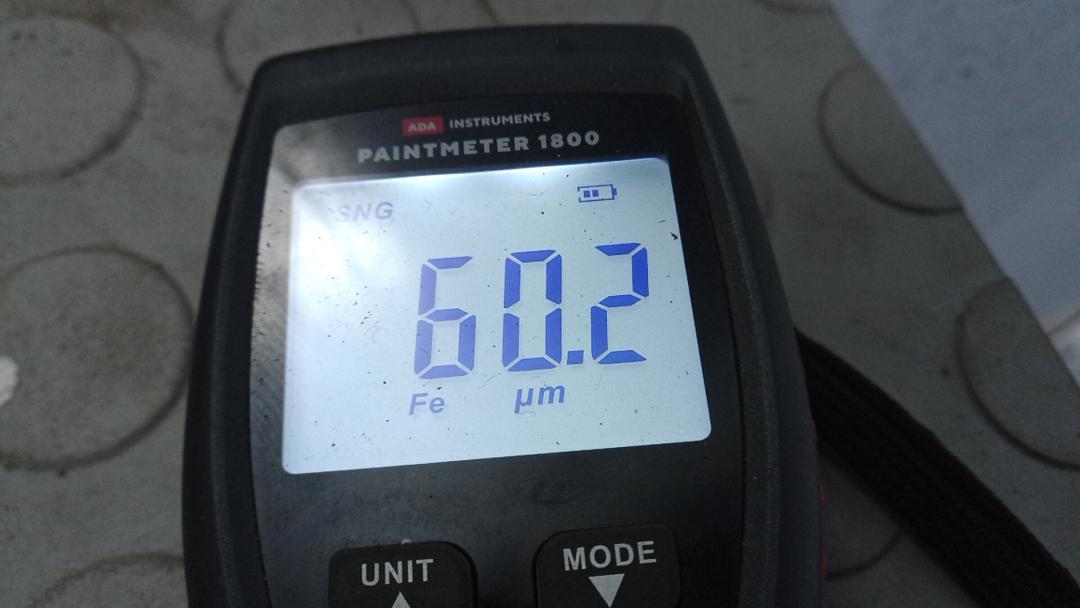 ADA INSTRUMENTS
PAINTMETER 1800
SNG
60.2
Fe µm
UNIT MODE